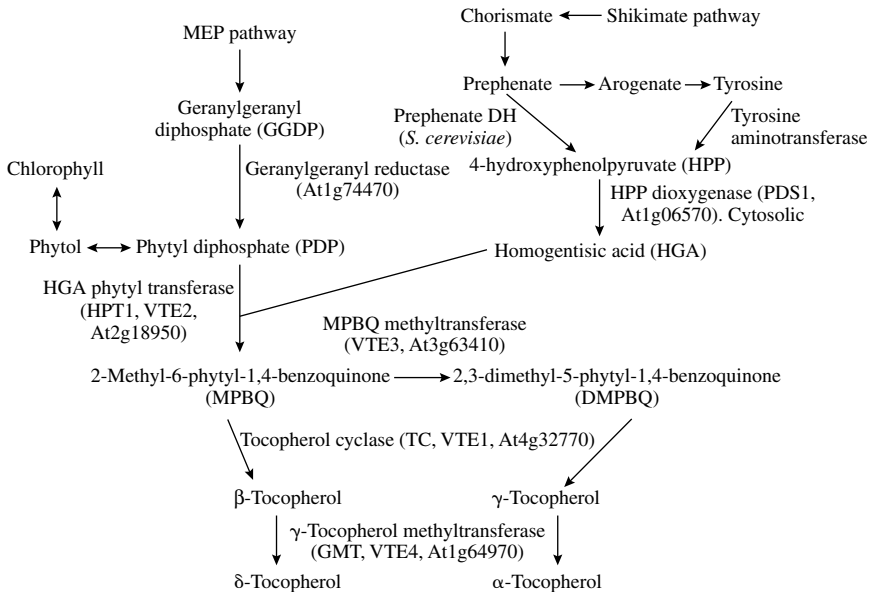 Chorismate
Shikimate pathway
MEP pathway
Prephenate
Arogenate
Tyrosine
Geranylgeranyl
diphosphate (GGDP)
Prephenate DH
(S. cerevisiae)
Tyrosine
aminotransferase
4-hydroxyphenolpyruvate (HPP)
Chlorophyll
Geranylgeranyl reductase
(At1g74470)
HPP dioxygenase (PDS1,
At1g06570). Cytosolic
Phytol
Phytyl diphosphate (PDP)
Homogentisic acid (HGA)
HGA phytyl transferase
(HPT1, VTE2,
At2g18950)
MPBQ methyltransferase
(VTE3, At3g63410)
2-Methyl-6-phytyl-1,4-benzoquinone
(MPBQ)
2,3-dimethyl-5-phytyl-1,4-benzoquinone
(DMPBQ)
Tocopherol cyclase (TC, VTE1, At4g32770)
β-Tocopherol
γ-Tocopherol
γ-Tocopherol methyltransferase
(GMT, VTE4, At1g64970)
δ-Tocopherol
α-Tocopherol